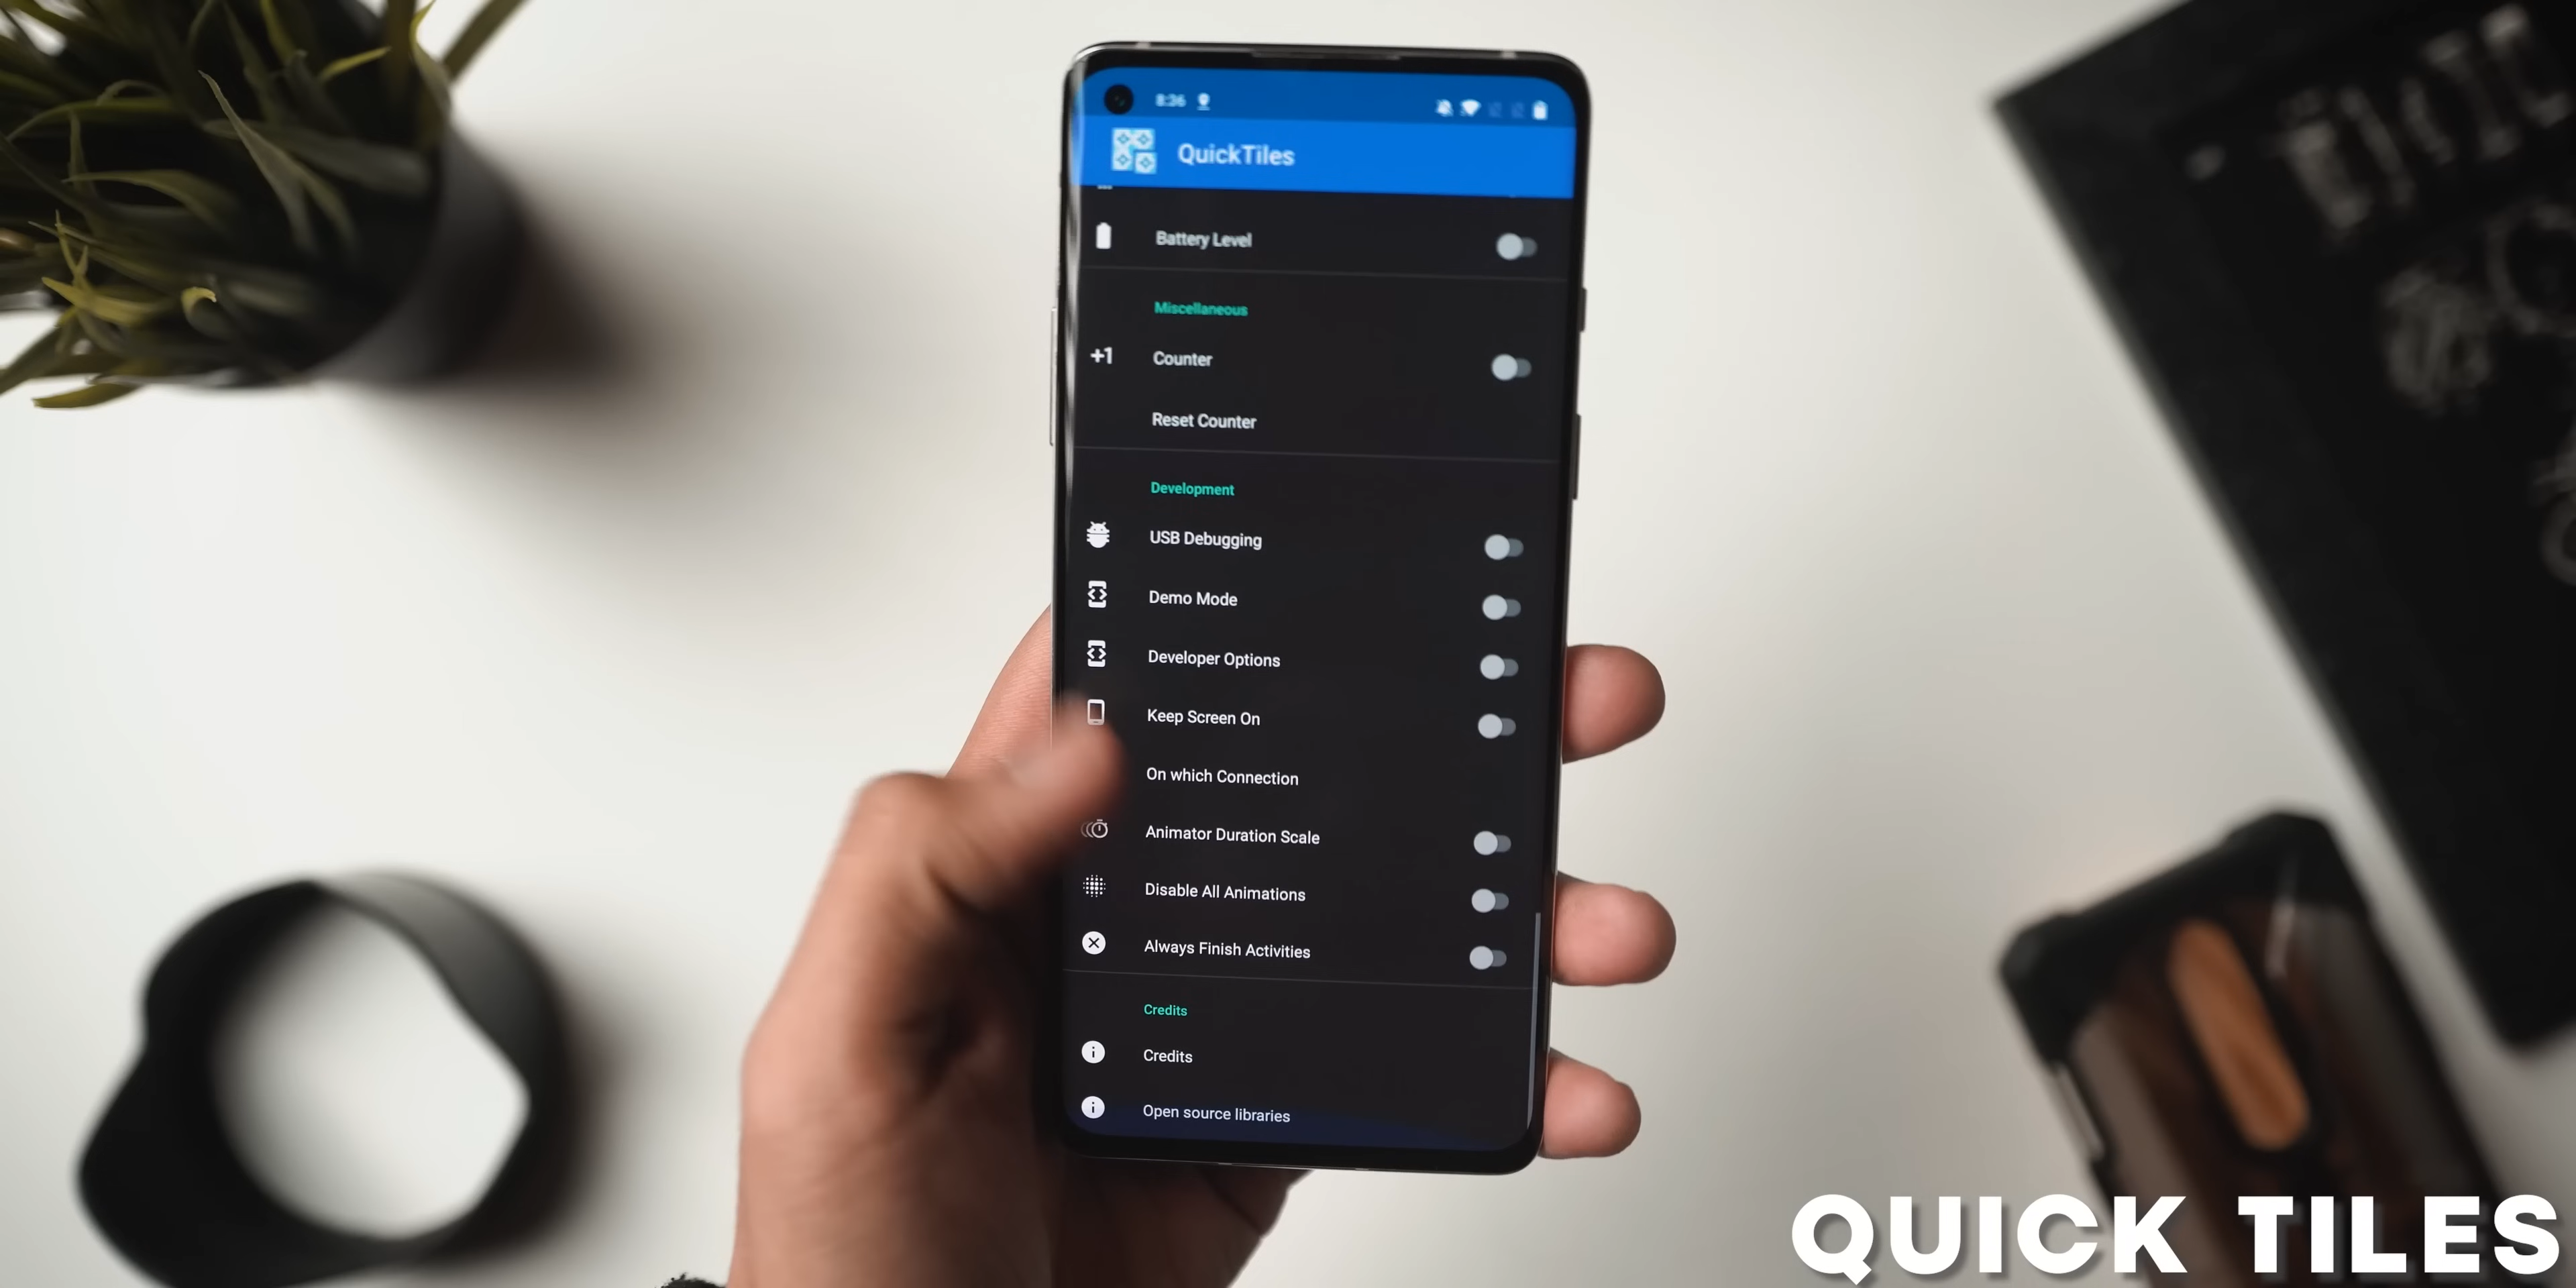 8:36
QuickTiles
Battery Level
Miscellaneous
+1 Counter
Reset Counter
Development
USB Debugging
Demo Mode
Developer Options
Keep Screen On
On which Connection
Animator Duration Scale
Disable All Animations
Always Finish Activities
Credits
Credits
Open source libraries
QUICK TILES